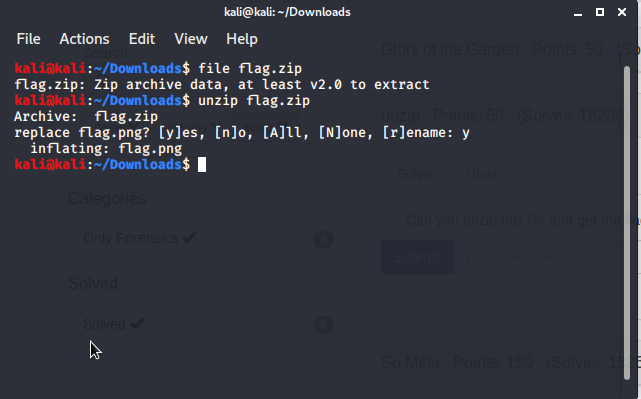 kali@kali:~/Downloads
File Actions Edit View Help
kali@kali:~/Downloads$ file flag.zip
flag.zip: Zip archive data, at least v2.0 to extract
kali@kali:~/Downloads$ unzip flag.zip
Archive:  flag.zip
replace flag.png? [y]es, [n]o, [A]ll, [N]one, [r]ename: y
  inflating: flag.png
kali@kali:~/Downloads$
Search
Glory of the Garden - Points: 50 - (So
unzip - Points: 50 - (Solves: 1828
Solve Hints
Categories
Can you unzip this file and get the
Only Forensics ✔
Submit picoCTF{FLAG}
Solved
Solved ✔
So Meta - Points: 150 - (Solves: